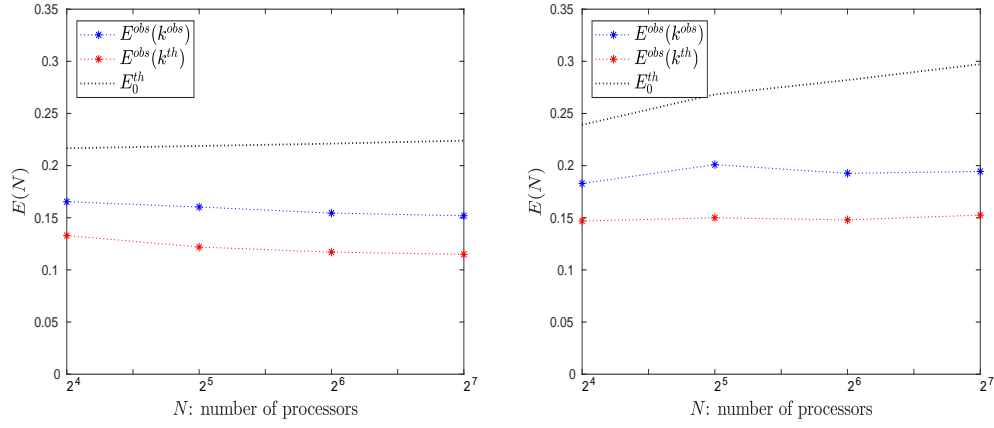 0.35
0.3
0.25
0.2
0.15
0.1
0.05
0
E(N)
E^{obs}(k^{obs})
E^{obs}(k^{th})
E_0^{th}
2^4 2^5 2^6 2^7
N: number of processors
0.35
0.3
0.25
0.2
0.15
0.1
0.05
0
E(N)
E^{obs}(k^{obs})
E^{obs}(k^{th})
E_0^{th}
2^4 2^5 2^6 2^7
N: number of processors